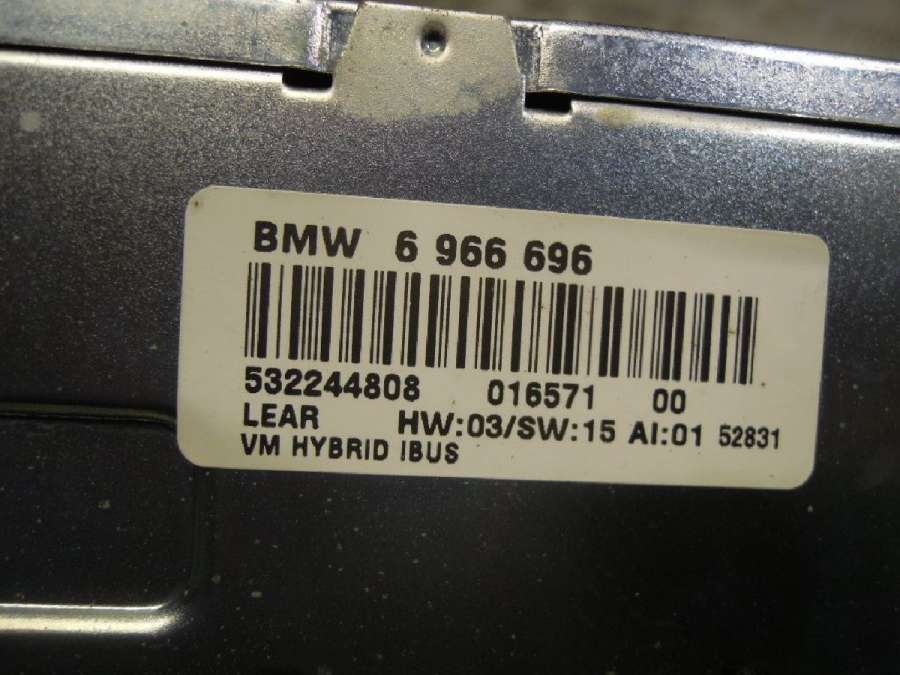 BMW 6 966 696
532244808 016571 00
LEAR HW:03/SW:15 AI:01 52831
VM HYBRID IBUS